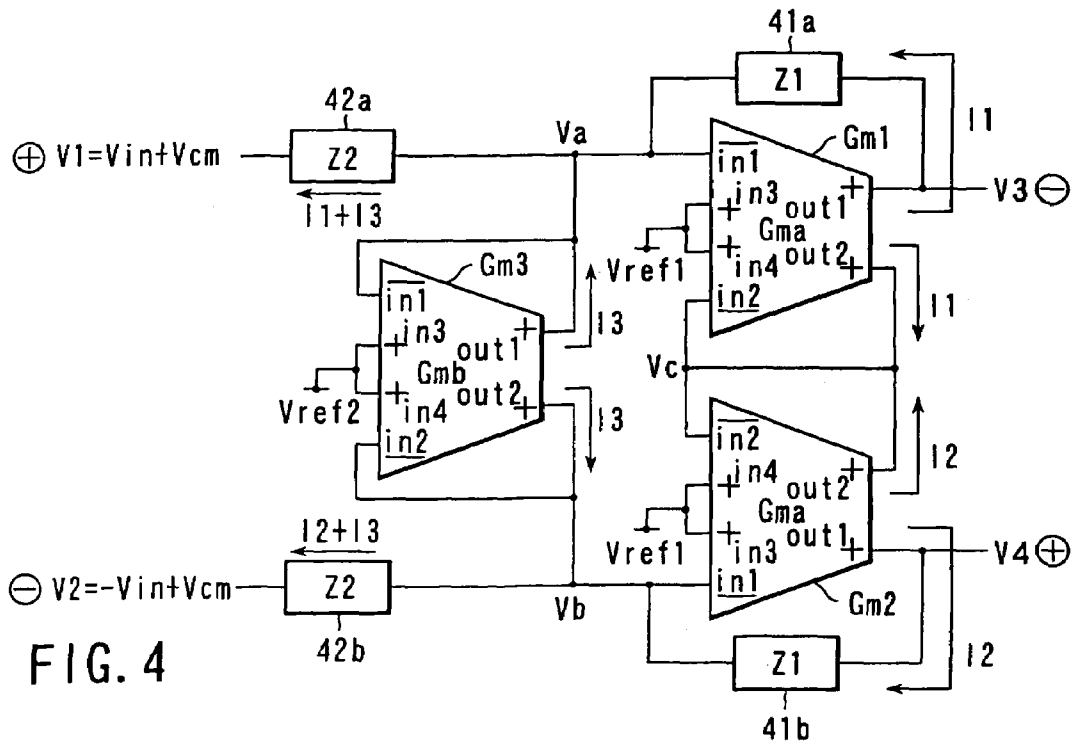 41a
Z1
42a
Va
Gm1
I1
⊕ V1=Vin+Vcm
Z2
in1
I1+I3
in3
+
out1
+
V3 ⊖
Gma
Vref1
+
in4
out2
+
in2
I1
Gm3
in1
in3
+
out1
+
I3
Gmb
Vref2
+
in4
out2
+
in2
I3
Vc
in2
in4
+
out2
+
I2
Gma
Vref1
+
in3
out1
+
V4 ⊕
in1
I2+I3
⊖ V2=-Vin+Vcm
Z2
Vb
Gm2
42b
Z1
I2
41b
FIG. 4